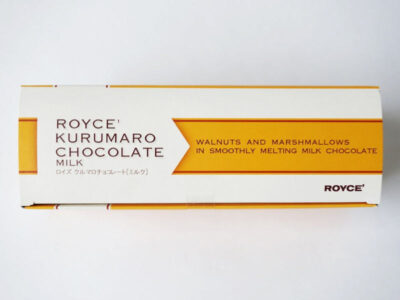 ROYCE'
KURUMARO
CHOCOLATE
MILK
ロイズ クルマロチョコレート[ミルク]
WALNUTS AND MARSHMALLOWS
IN SMOOTHLY MELTING MILK CHOCOLATE
ROYCE'